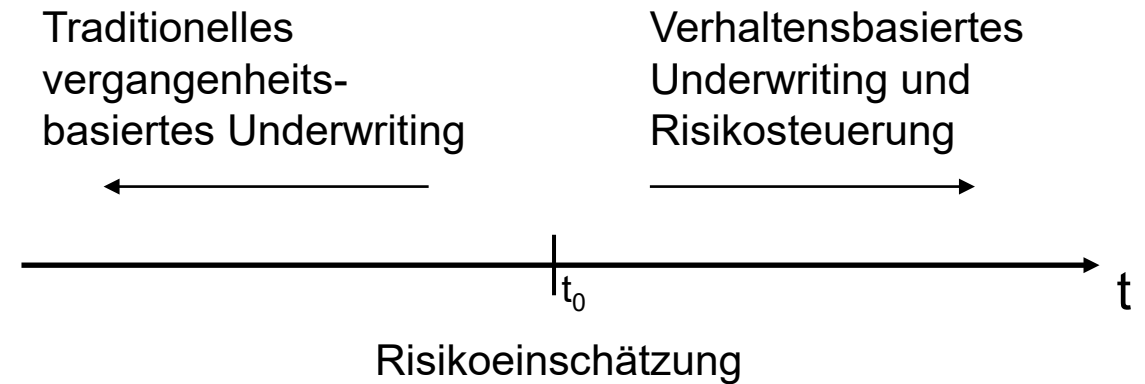 Traditionelles
vergangenheits-
basiertes Underwriting
Verhaltensbasiertes
Underwriting und
Risikosteuerung
t₀
t
Risikoeinschätzung